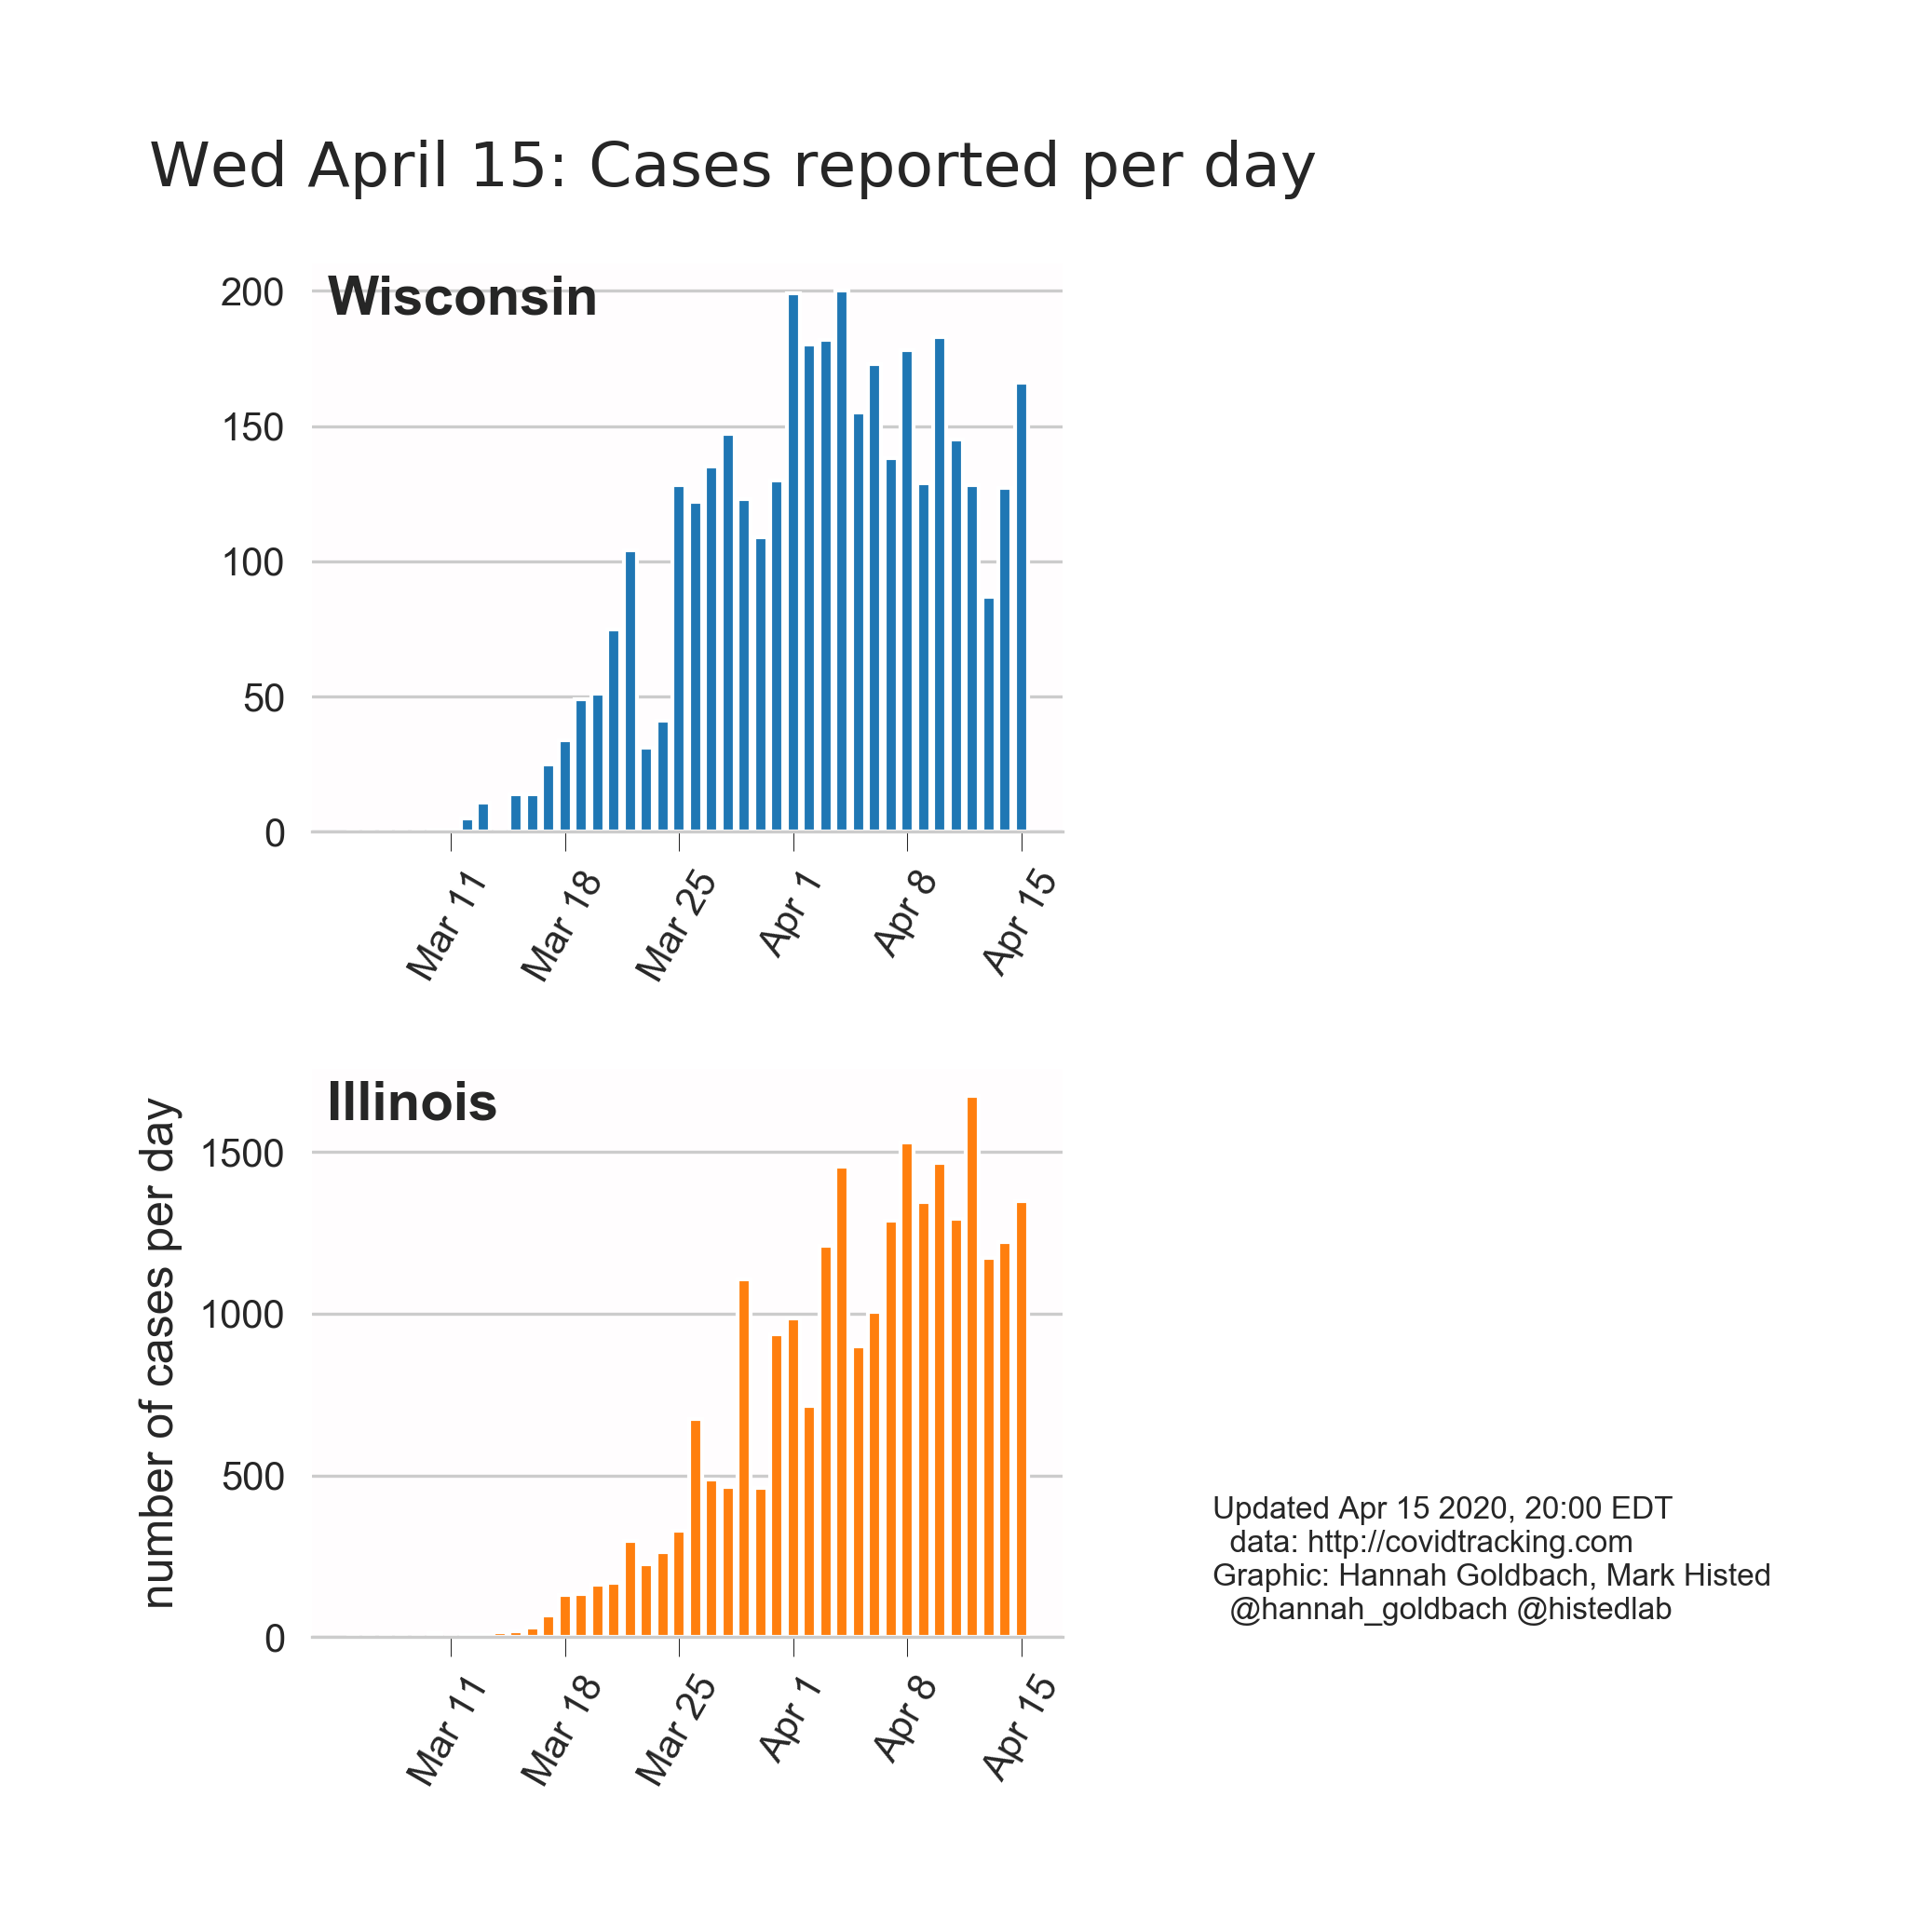 Wed April 15: Cases reported per day
Wisconsin
200
150
100
50
0
Mar 11
Mar 18
Mar 25
Apr 1
Apr 8
Apr 15
number of cases per day
Illinois
1500
1000
500
0
Mar 11
Mar 18
Mar 25
Apr 1
Apr 8
Apr 15
Updated Apr 15 2020, 20:00 EDT
data: http://covidtracking.com
Graphic: Hannah Goldbach, Mark Histed
@hannah_goldbach @histedlab